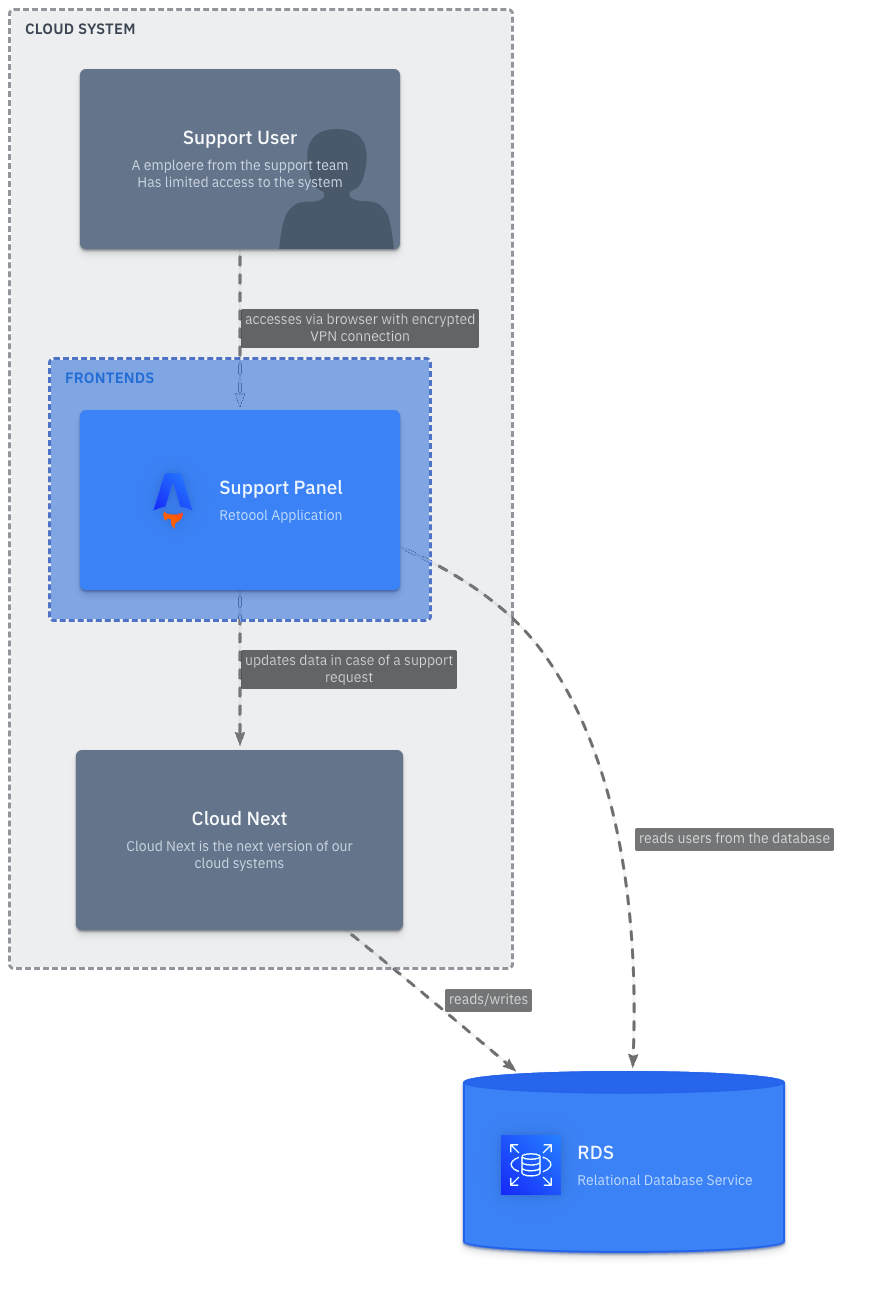 CLOUD SYSTEM
Support User
A emploere from the support team
Has limited access to the system
accesses via browser with encrypted
VPN connection
FRONTENDS
Support Panel
Retoool Application
updates data in case of a support
request
Cloud Next
Cloud Next is the next version of our
cloud systems
reads users from the database
reads/writes
RDS
Relational Database Service